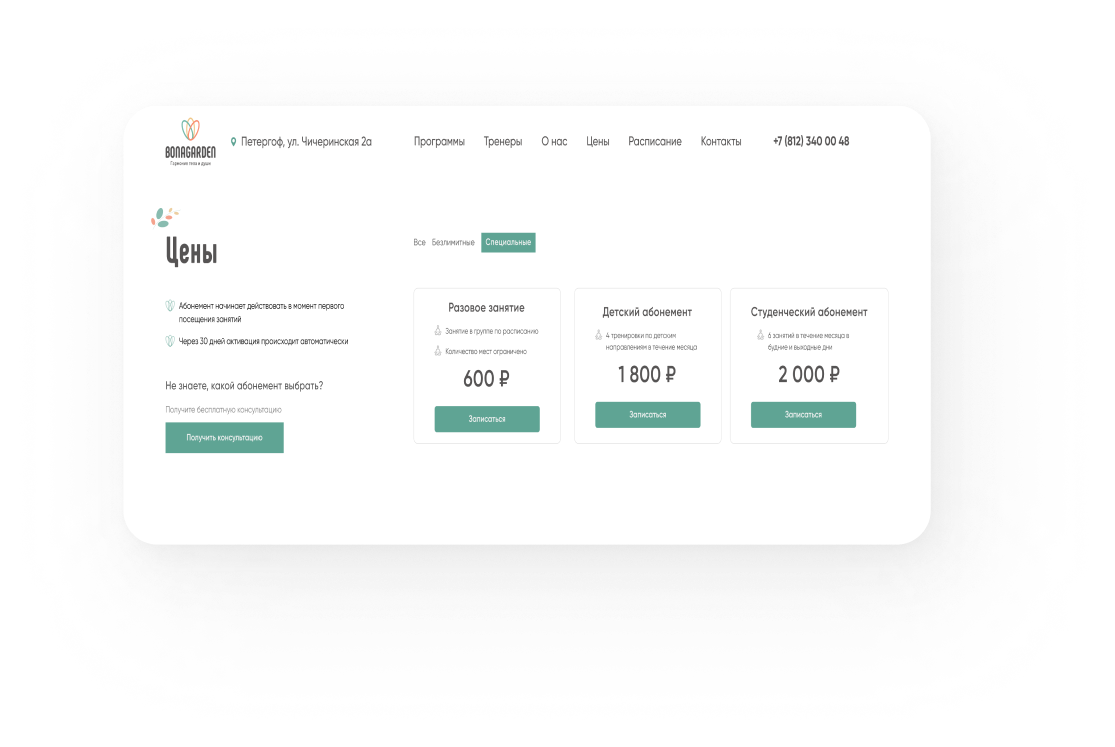 BONAGARDEN
Гармония тела и души
Петергоф, ул. Чичеринская 2а
Программы
Тренеры
О нас
Цены
Расписание
Контакты
+7 (812) 340 00 48
Цены
Абонемент начинает действовать в момент первого
посещения занятий
Через 30 дней активация происходит автоматически
Не знаете, какой абонемент выбрать?
Получите бесплатную консультацию
Получить консультацию
Все
Безлимитные
Специальные
Разовое занятие
Занятие в группе по расписанию
Количество мест ограничено
600 ₽
Записаться
Детский абонемент
4 тренировки по детским
направлениям в течение месяца
1 800 ₽
Записаться
Студенческий абонемент
6 занятий в течение месяца в
будние и выходные дни
2 000 ₽
Записаться